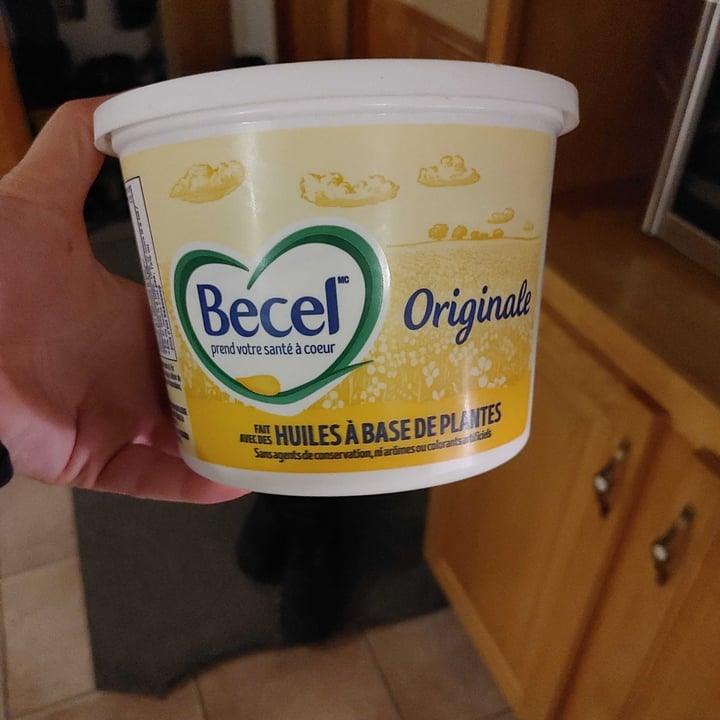 Becel MC
prend votre santé à coeur
Originale
FAIT
AVEC DES HUILES À BASE DE PLANTES
Sans agents de conservation, ni arômes ou colorants artificiels